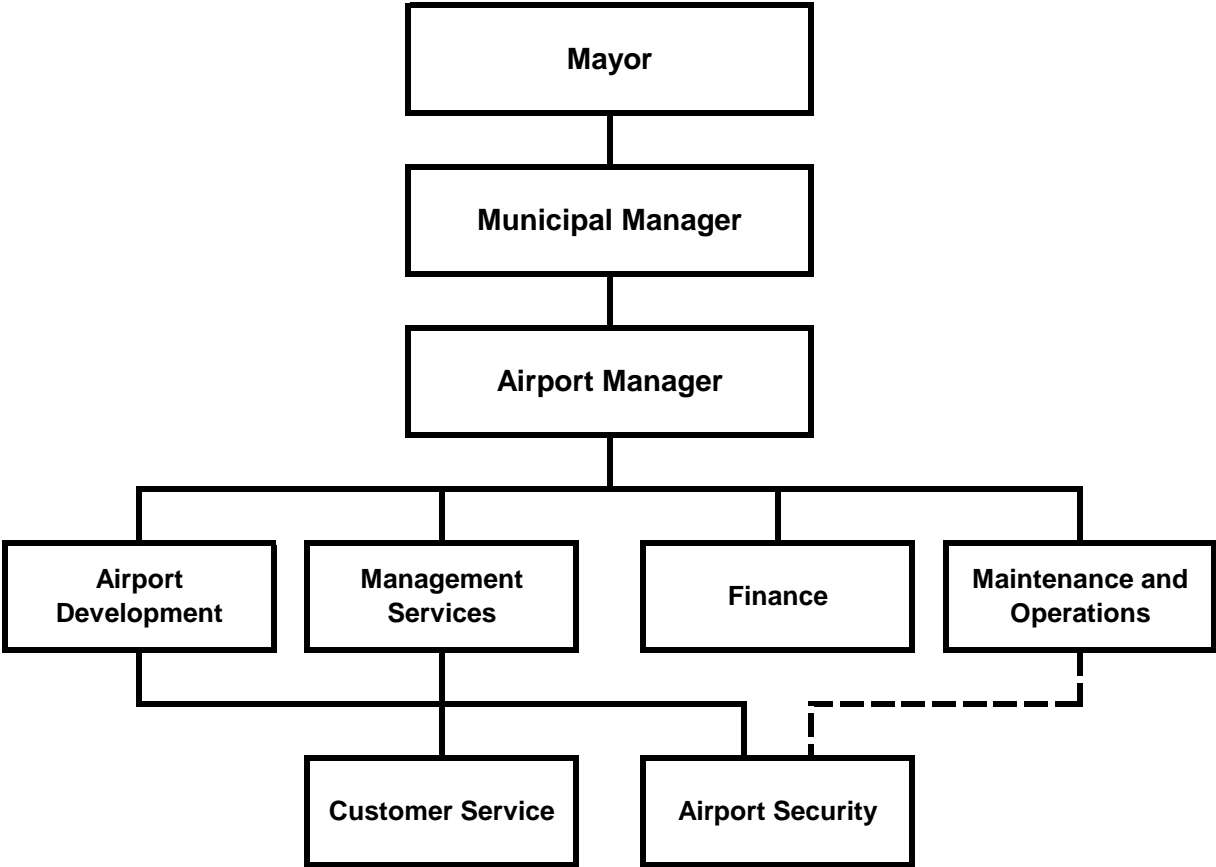 Mayor
Municipal Manager
Airport Manager
Airport
Development
Management
Services
Finance
Maintenance and
Operations
Customer Service
Airport Security